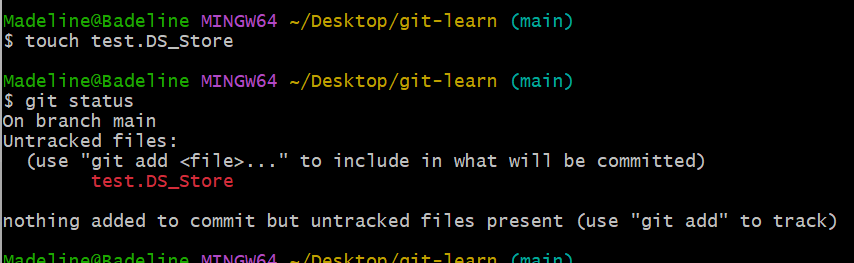 Madeline@Badeline MINGW64 ~/Desktop/git-learn (main)
$ touch test.DS_Store
Madeline@Badeline MINGW64 ~/Desktop/git-learn (main)
$ git status
On branch main
Untracked files:
  (use "git add <file>..." to include in what will be committed)
        test.DS_Store
nothing added to commit but untracked files present (use "git add" to track)
Madeline@Badeline MINGW64 ~/Desktop/git-learn (main)